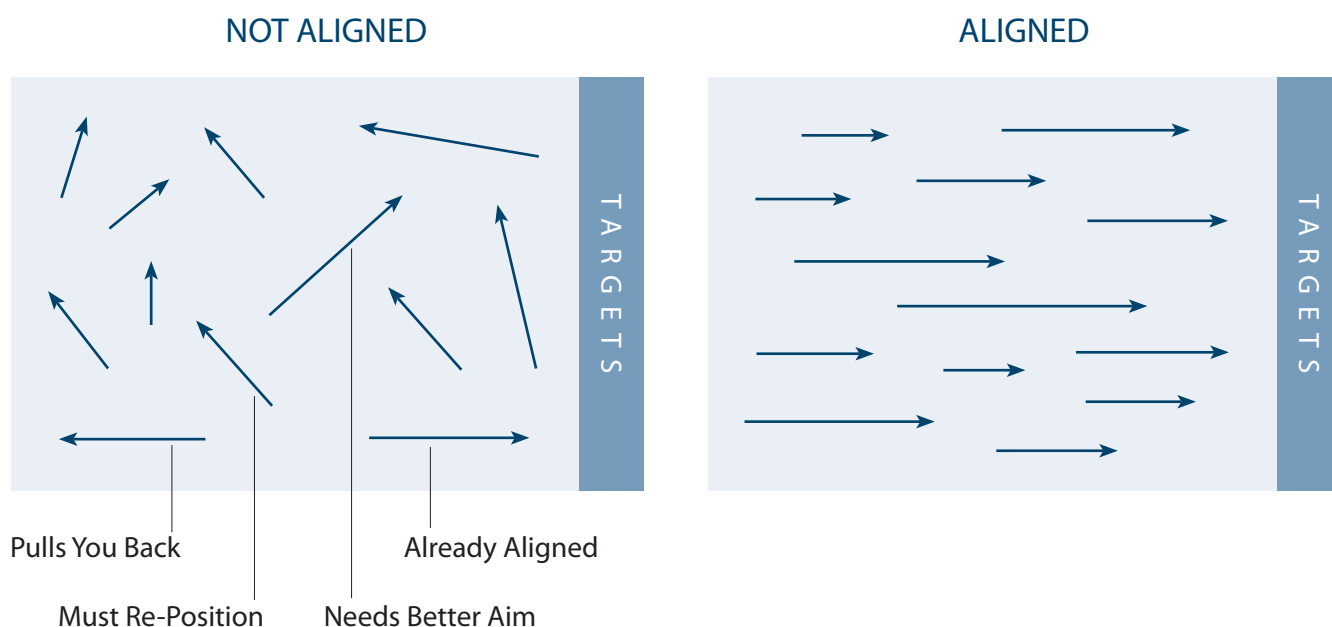 NOT ALIGNED
TARGETS
Pulls You Back
Already Aligned
Must Re-Position
Needs Better Aim
ALIGNED
TARGETS